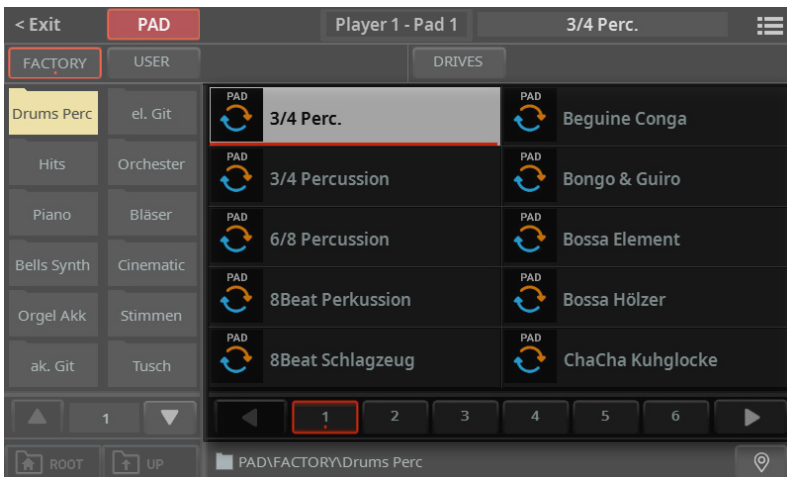 < Exit PAD Player 1 - Pad 1 3/4 Perc.
FACTORY USER DRIVES
Drums Perc el. Git
Hits Orchester
Piano Bläser
Bells Synth Cinematic
Orgel Akk Stimmen
ak. Git Tusch
1
PAD 3/4 Perc. PAD Beguine Conga
PAD 3/4 Percussion PAD Bongo & Guiro
PAD 6/8 Percussion PAD Bossa Element
PAD 8Beat Perkussion PAD Bossa Hölzer
PAD 8Beat Schlagzeug PAD ChaCha Kuhglocke
1 2 3 4 5 6
ROOT UP PAD\FACTORY\Drums Perc